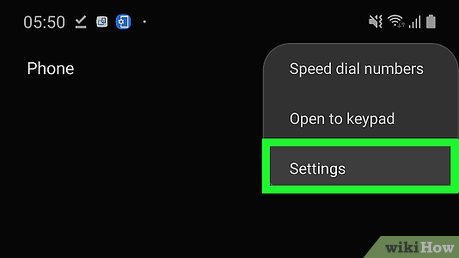 05:50
Phone
Speed dial numbers
Open to keypad
Settings
wikiHow